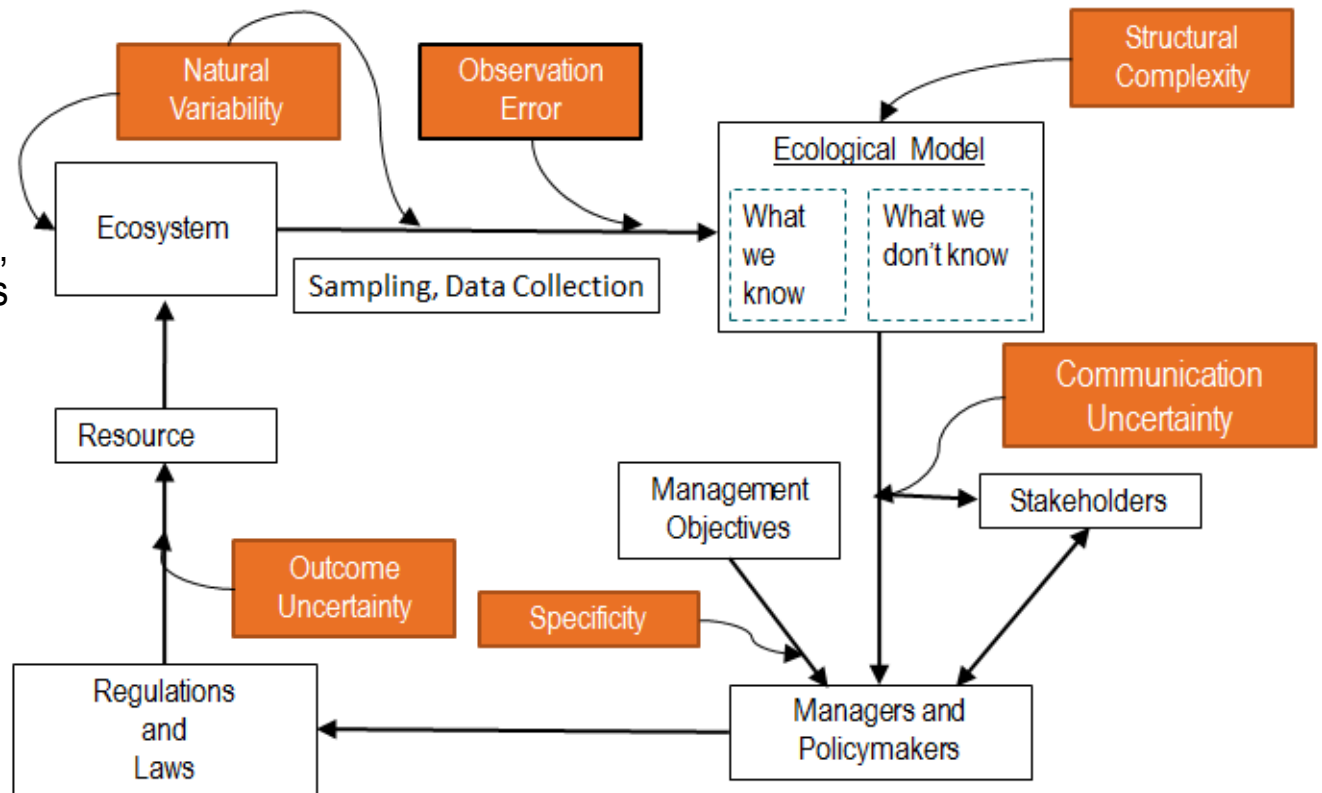 Natural
Variability
Observation
Error
Structural
Complexity
Ecological Model
What
we
know
What we
don't know
Ecosystem
,
s
Sampling, Data Collection
Communication
Uncertainty
Resource
Management
Objectives
Stakeholders
Outcome
Uncertainty
Specificity
Regulations
and
Laws
Managers and
Policymakers